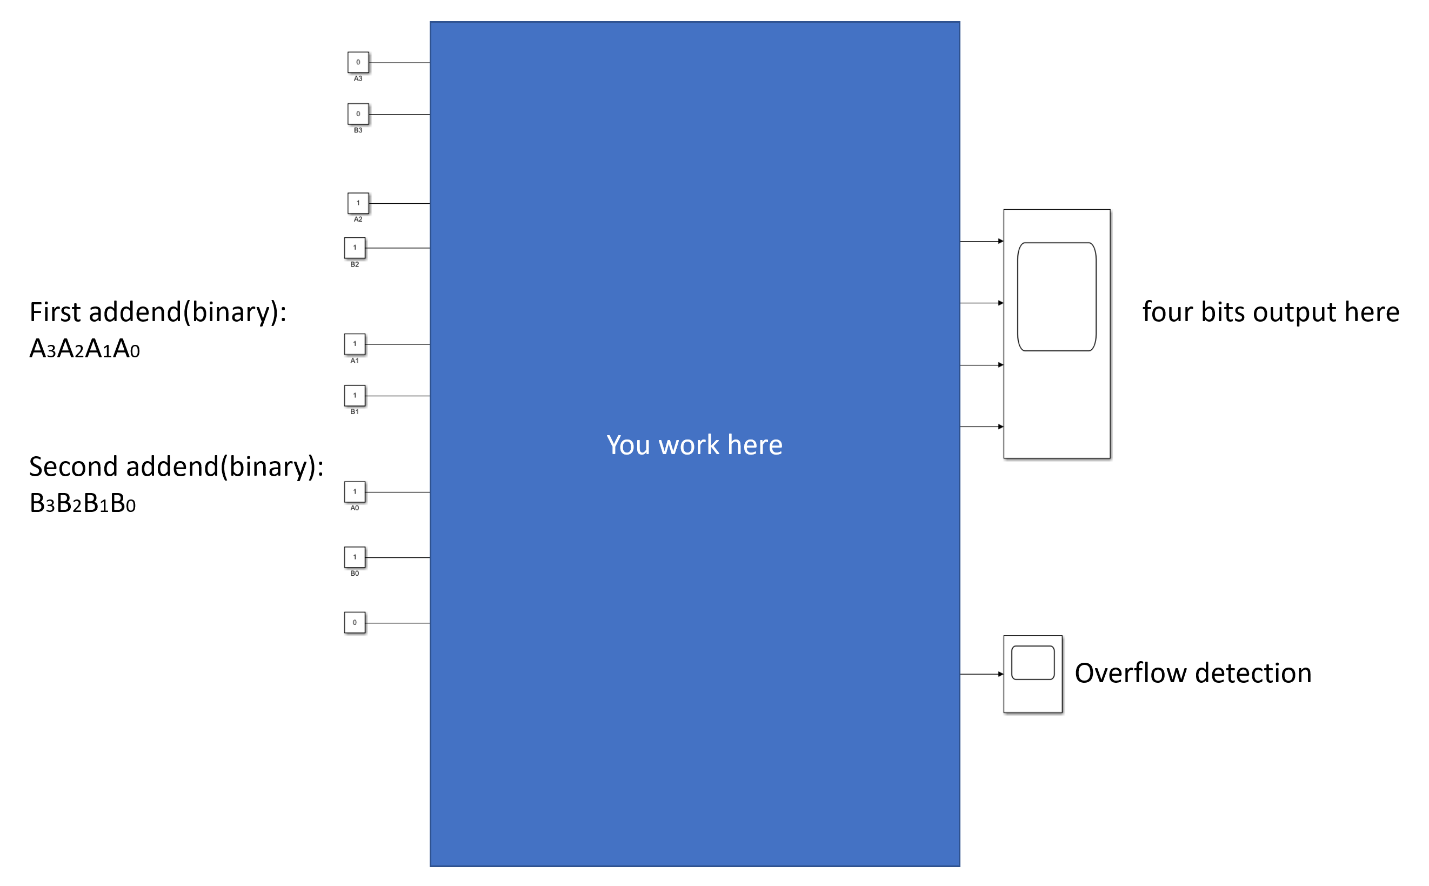 0
A3
0
B3
1
A2
1
B2
First addend(binary):
A3A2A1A0
1
A1
1
B1
You work here
Second addend(binary):
B3B2B1B0
1
A0
1
B0
0
four bits output here
Overflow detection